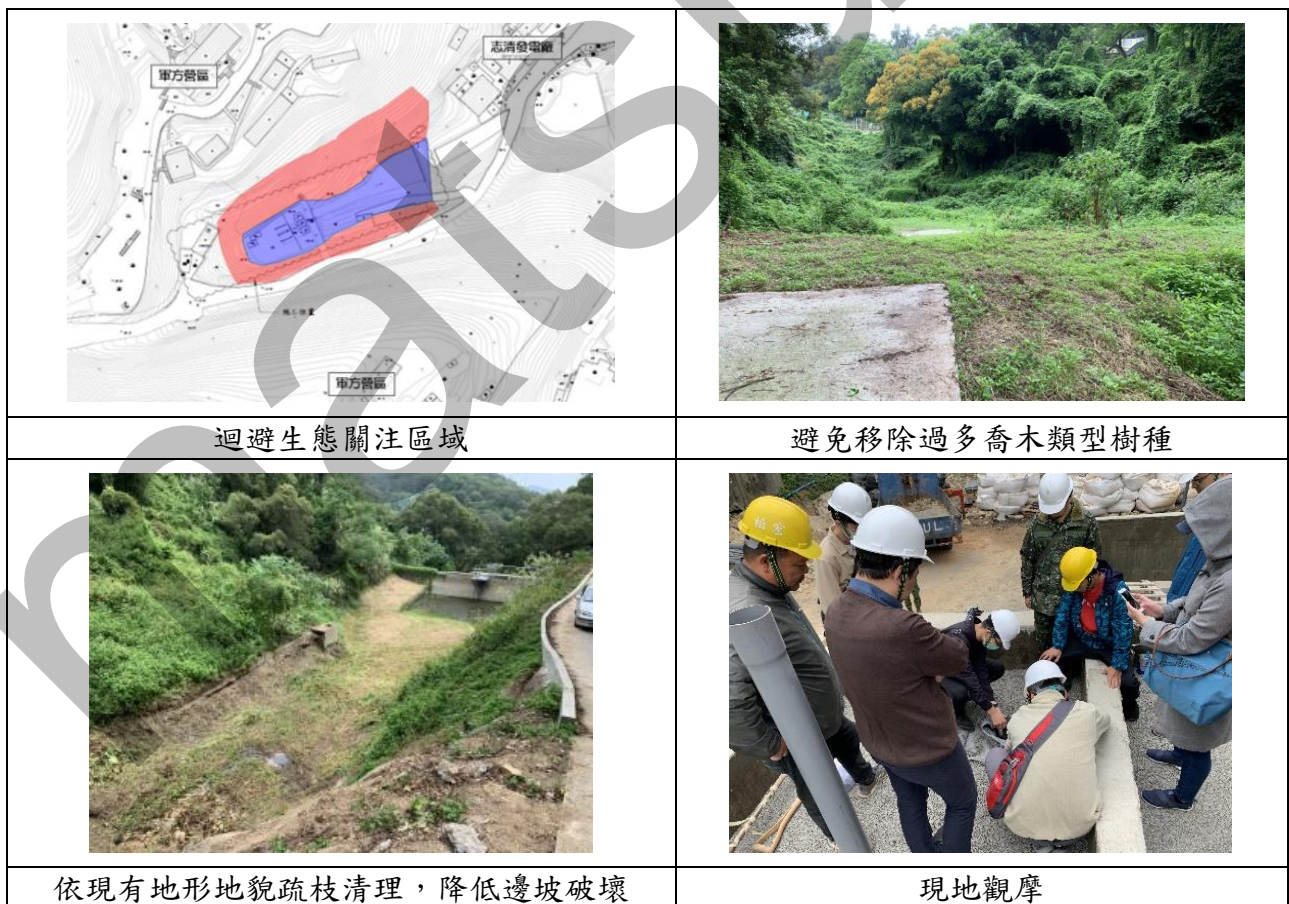 志清發電廠
軍方營區
軍方營區
迴避生態關注區域
避免移除過多喬木類型樹種
依現有地形地貌疏枝清理，降低邊坡破壞
現地觀摩